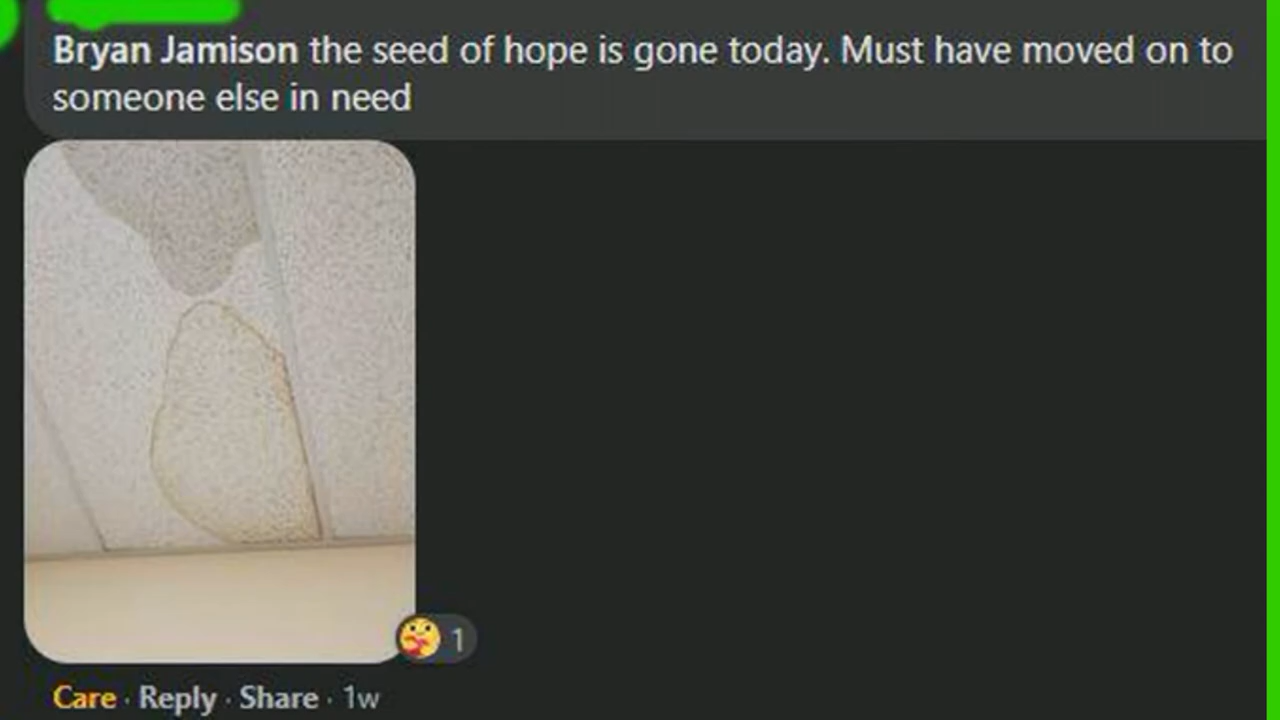 Bryan Jamison the seed of hope is gone today. Must have moved on to
someone else in need
1
Care · Reply · Share · 1w